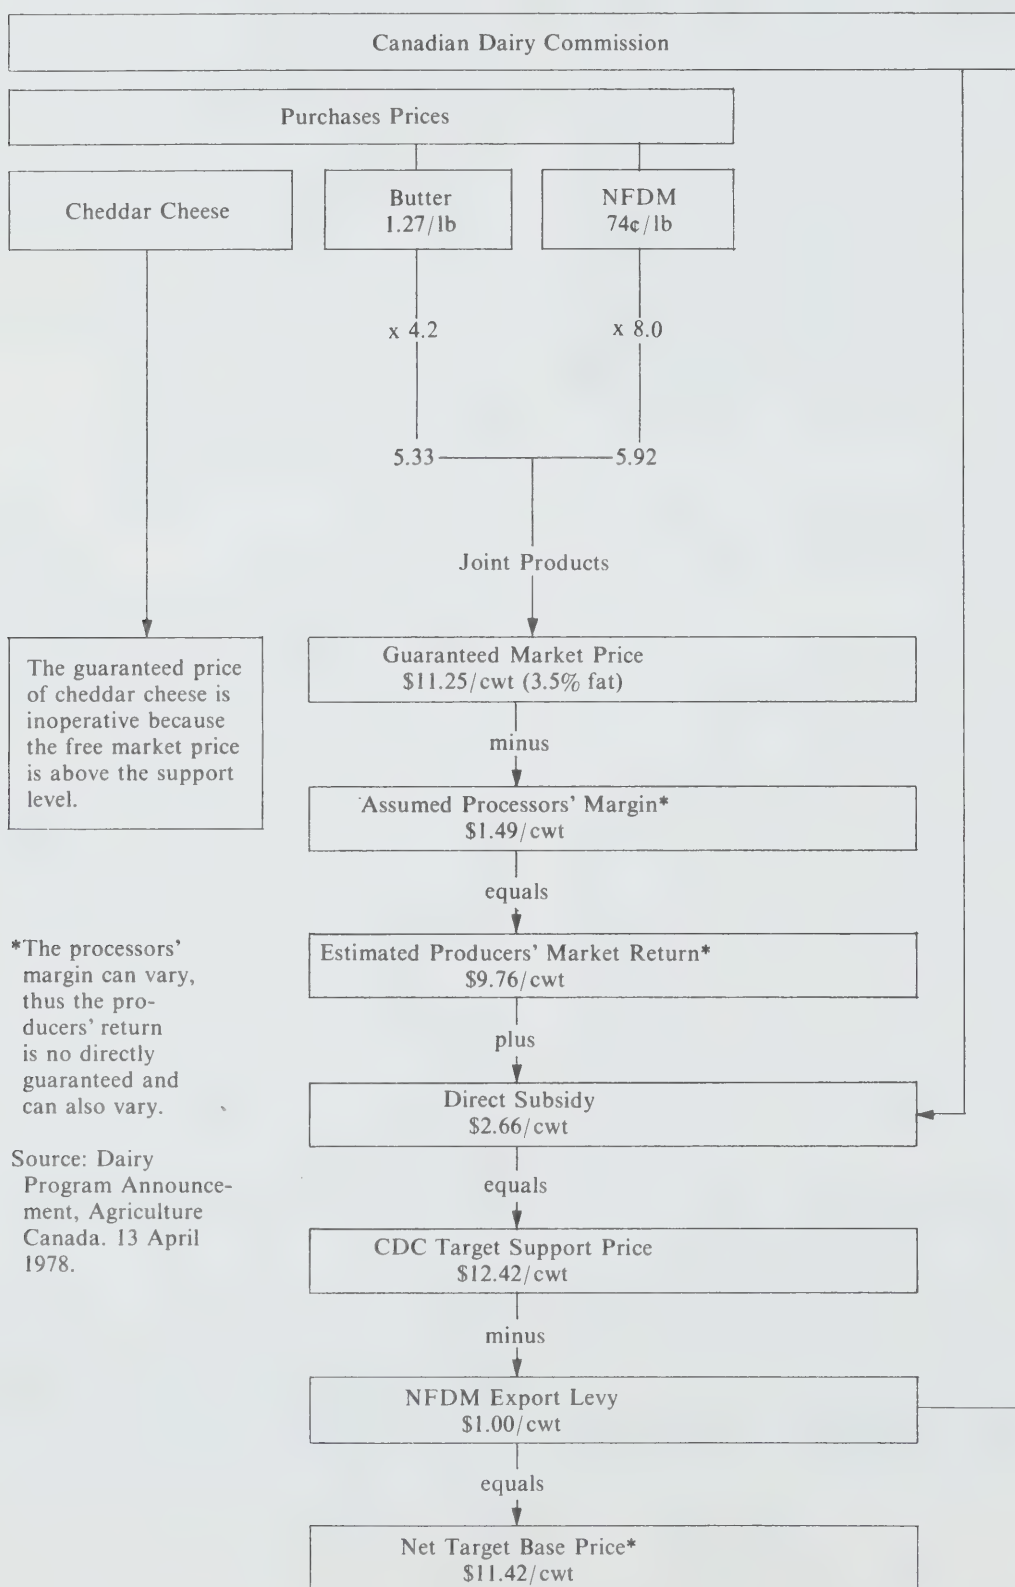 Canadian Dairy Commission
Purchases Prices
Cheddar Cheese
Butter
1.27/lb
NFDM
74¢/lb
x 4.2
x 8.0
5.33
5.92
Joint Products
The guaranteed price
of cheddar cheese is
inoperative because
the free market price
is above the support
level.
Guaranteed Market Price
$11.25/cwt (3.5% fat)
minus
Assumed Processors' Margin*
$1.49/cwt
equals
Estimated Producers' Market Return*
$9.76/cwt
plus
Direct Subsidy
$2.66/cwt
equals
CDC Target Support Price
$12.42/cwt
minus
NFDM Export Levy
$1.00/cwt
equals
Net Target Base Price*
$11.42/cwt
*The processors'
margin can vary,
thus the pro-
ducers' return
is no directly
guaranteed and
can also vary.
Source: Dairy
Program Announce-
ment, Agriculture
Canada. 13 April
1978.